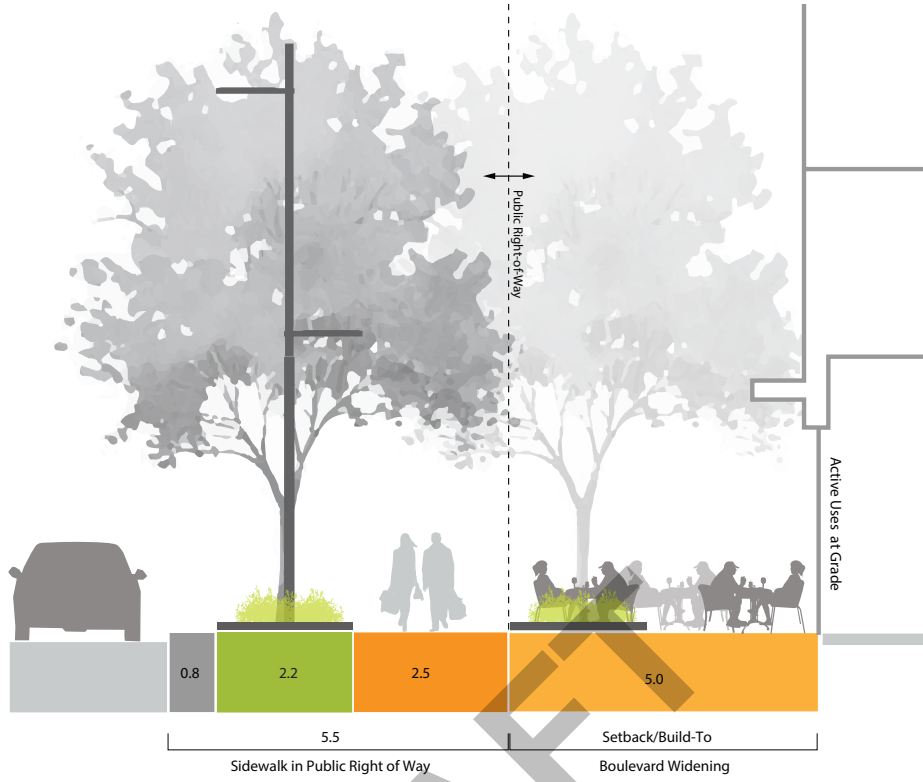 Public Right-of-Way
Active Uses at Grade
0.8
2.2
2.5
5.0
5.5
Setback/Build-To
Sidewalk in Public Right of Way
Boulevard Widening